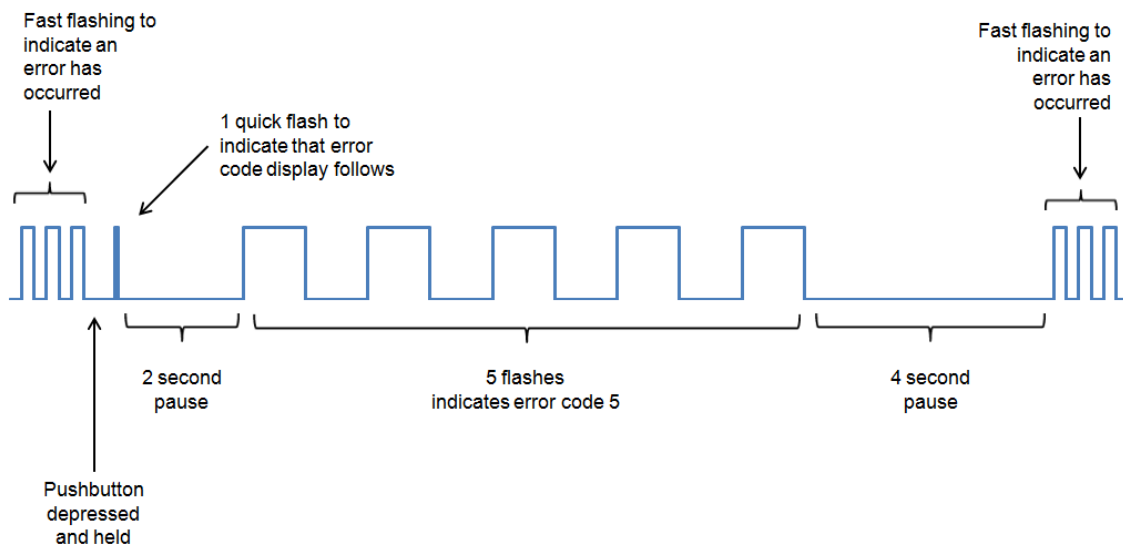 Fast flashing to
indicate an
error has
occurred
1 quick flash to
indicate that error
code display follows
Fast flashing to
indicate an
error has
occurred
2 second
pause
5 flashes
indicates error code 5
4 second
pause
Pushbutton
depressed
and held